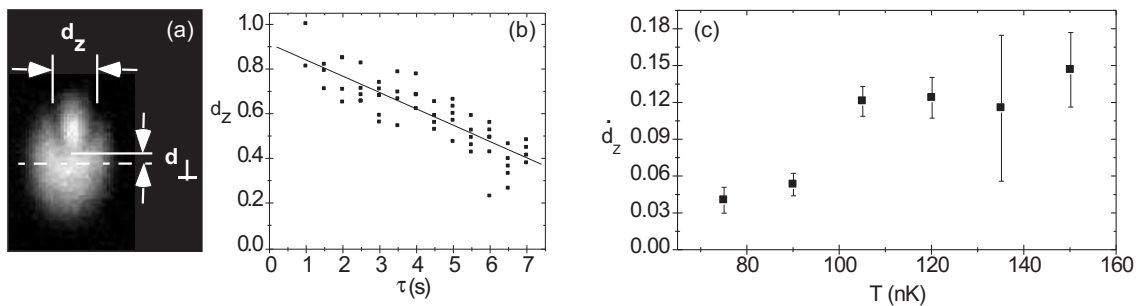 (a)
d_z
d_⊥
(b)
d_z
1.0
0.8
0.6
0.4
0.2
0.0
0 1 2 3 4 5 6 7
τ(s)
(c)
ḋ_z
0.18
0.15
0.12
0.09
0.06
0.03
0.00
80 100 120 140 160
T (nK)